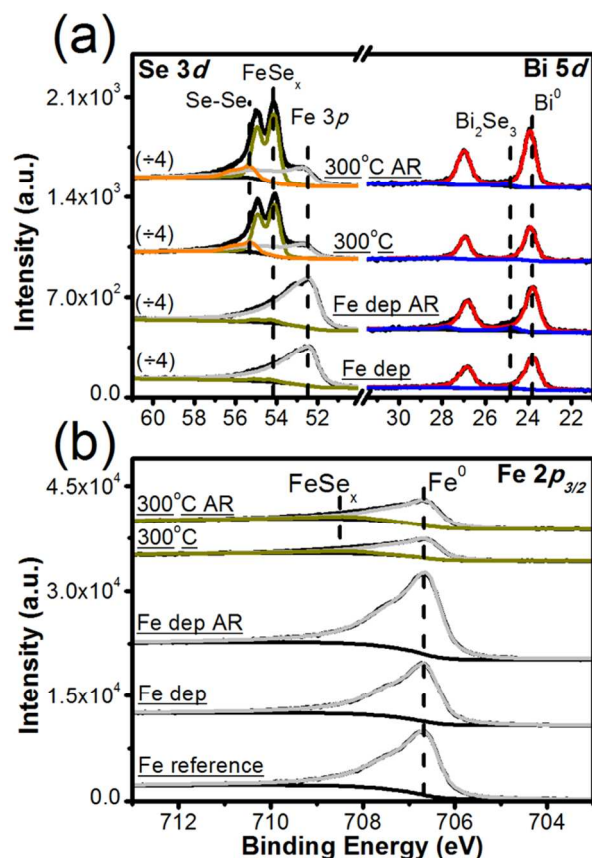 (a)
Se 3d
FeSeₓ
Bi 5d
Se-Se
Fe 3p
Bi₂Se₃
Bi⁰
2.1x10³
1.4x10³
7.0x10²
0.0
Intensity (a.u.)
(÷4)
300°C AR
(÷4)
300°C
(÷4)
Fe dep AR
(÷4)
Fe dep
60 58 56 54 52 30 28 26 24 22
(b)
Fe 2p₃/₂
FeSeₓ
Fe⁰
4.5x10⁴
3.0x10⁴
1.5x10⁴
0.0
Intensity (a.u.)
300°C AR
300°C
Fe dep AR
Fe dep
Fe reference
712 710 708 706 704
Binding Energy (eV)